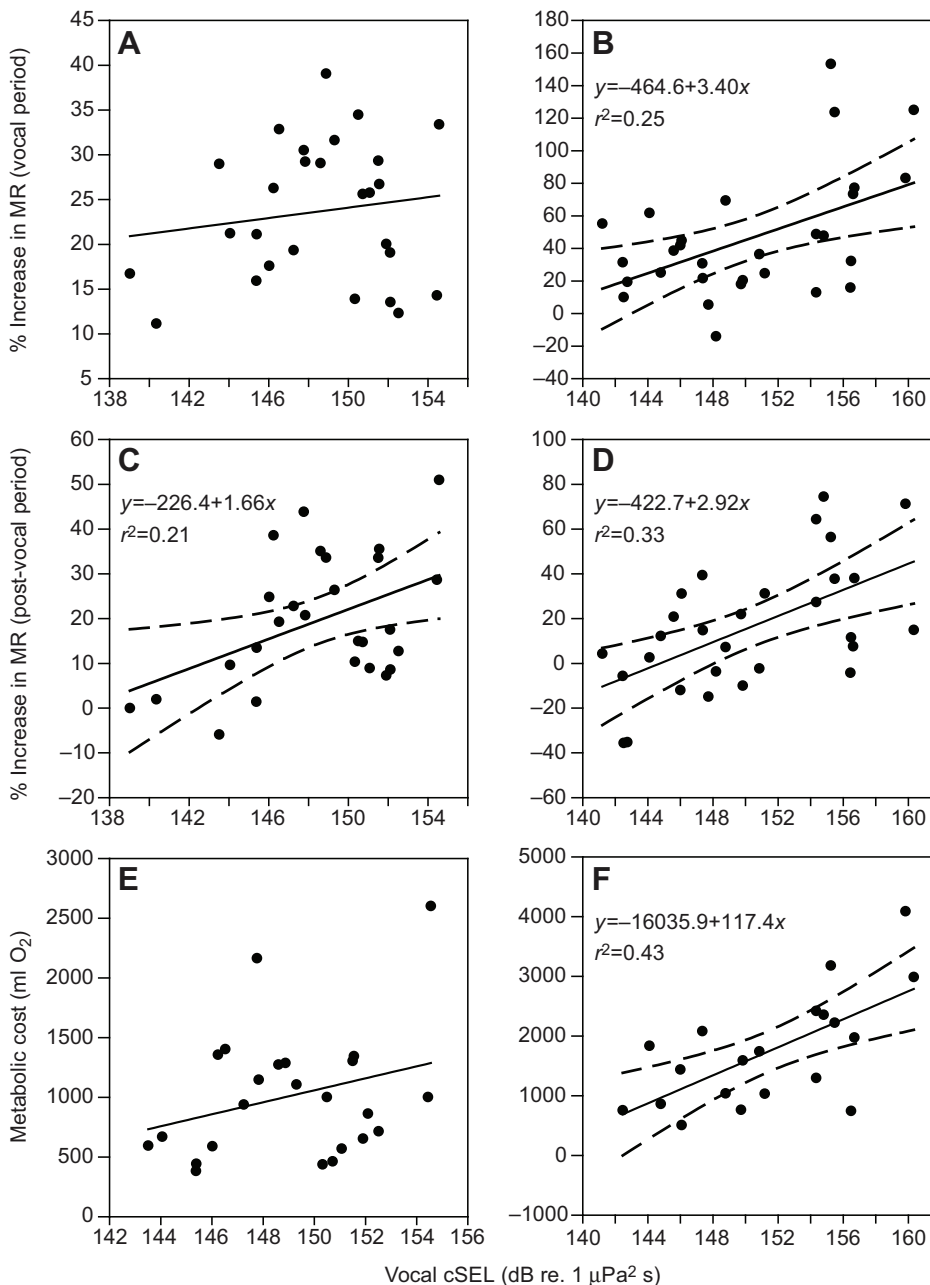 A
% Increase in MR (vocal period)
45
40
35
30
25
20
15
10
5
138 142 146 150 154
B
y=–464.6+3.40x
r²=0.25
180
160
140
120
100
80
60
40
20
0
–20
–40
140 144 148 152 156 160
C
y=–226.4+1.66x
r²=0.21
% Increase in MR (post-vocal period)
60
50
40
30
20
10
0
–10
–20
138 142 146 150 154
D
y=–422.7+2.92x
r²=0.33
100
80
60
40
20
0
–20
–40
–60
140 144 148 152 156 160
E
Metabolic cost (ml O₂)
3000
2500
2000
1500
1000
500
0
142 144 146 148 150 152 154 156
F
y=–16035.9+117.4x
r²=0.43
5000
4000
3000
2000
1000
0
–1000
140 144 148 152 156 160
Vocal cSEL (dB re. 1 μPa² s)